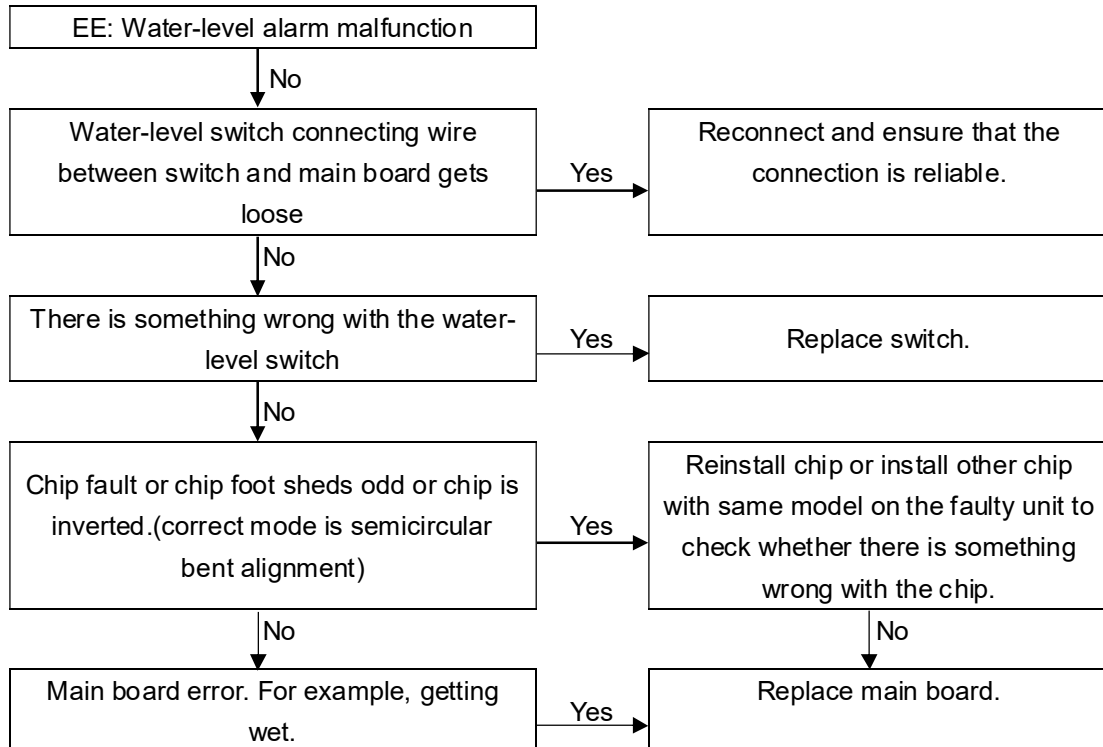 EE: Water-level alarm malfunction
No
Water-level switch connecting wire
between switch and main board gets
loose
Yes
Reconnect and ensure that the
connection is reliable.
No
There is something wrong with the water-
level switch
Yes
Replace switch.
No
Chip fault or chip foot sheds odd or chip is
inverted.(correct mode is semicircular
bent alignment)
Yes
Reinstall chip or install other chip
with same model on the faulty unit to
check whether there is something
wrong with the chip.
No
No
Main board error. For example, getting
wet.
Yes
Replace main board.